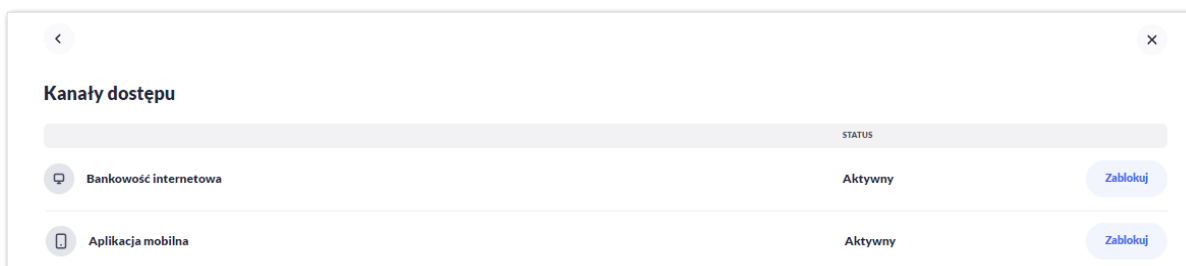 Kanały dostępu
STATUS
Bankowość internetowa Aktywny Zablokuj
Aplikacja mobilna Aktywny Zablokuj